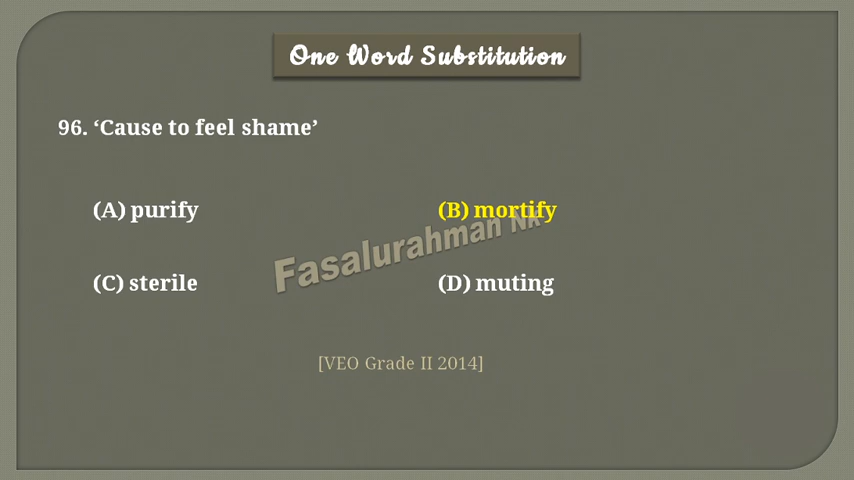 One Word Substitution
96. ‘Cause to feel shame’
(A) purify
(B) mortify
(C) sterile
(D) muting
Fasalurahman Nk
[VEO Grade II 2014]